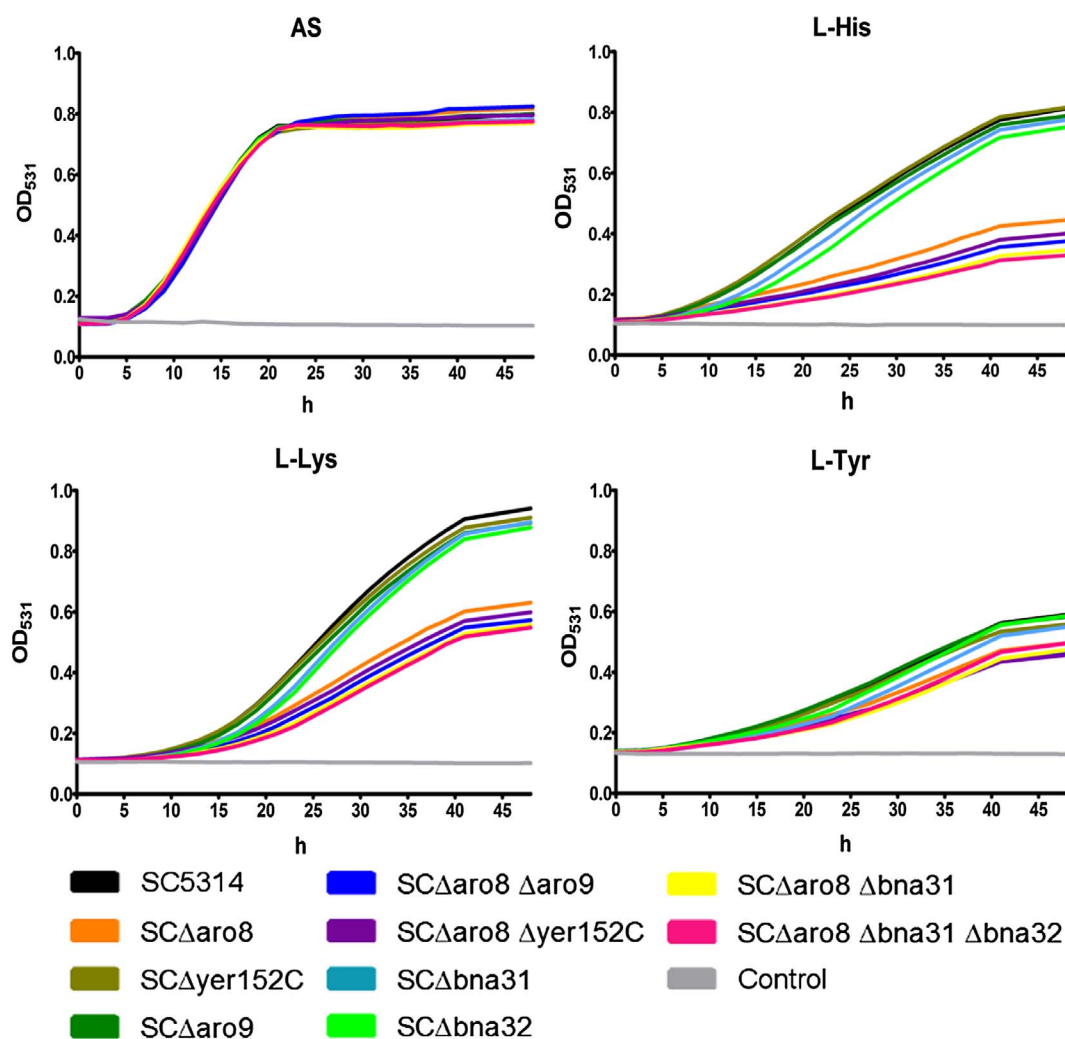 AS
1.0
0.8
0.6
0.4
0.2
0.0
OD531
0 5 10 15 20 25 30 35 40 45
h
L-His
1.0
0.8
0.6
0.4
0.2
0.0
OD531
0 5 10 15 20 25 30 35 40 45
h
L-Lys
1.0
0.8
0.6
0.4
0.2
0.0
OD531
0 5 10 15 20 25 30 35 40 45
h
L-Tyr
1.0
0.8
0.6
0.4
0.2
0.0
OD531
0 5 10 15 20 25 30 35 40 45
h
SC5314
SCΔaro8
SCΔyer152C
SCΔaro9
SCΔaro8 Δaro9
SCΔaro8 Δyer152C
SCΔbna31
SCΔbna32
SCΔaro8 Δbna31
SCΔaro8 Δbna31 Δbna32
Control